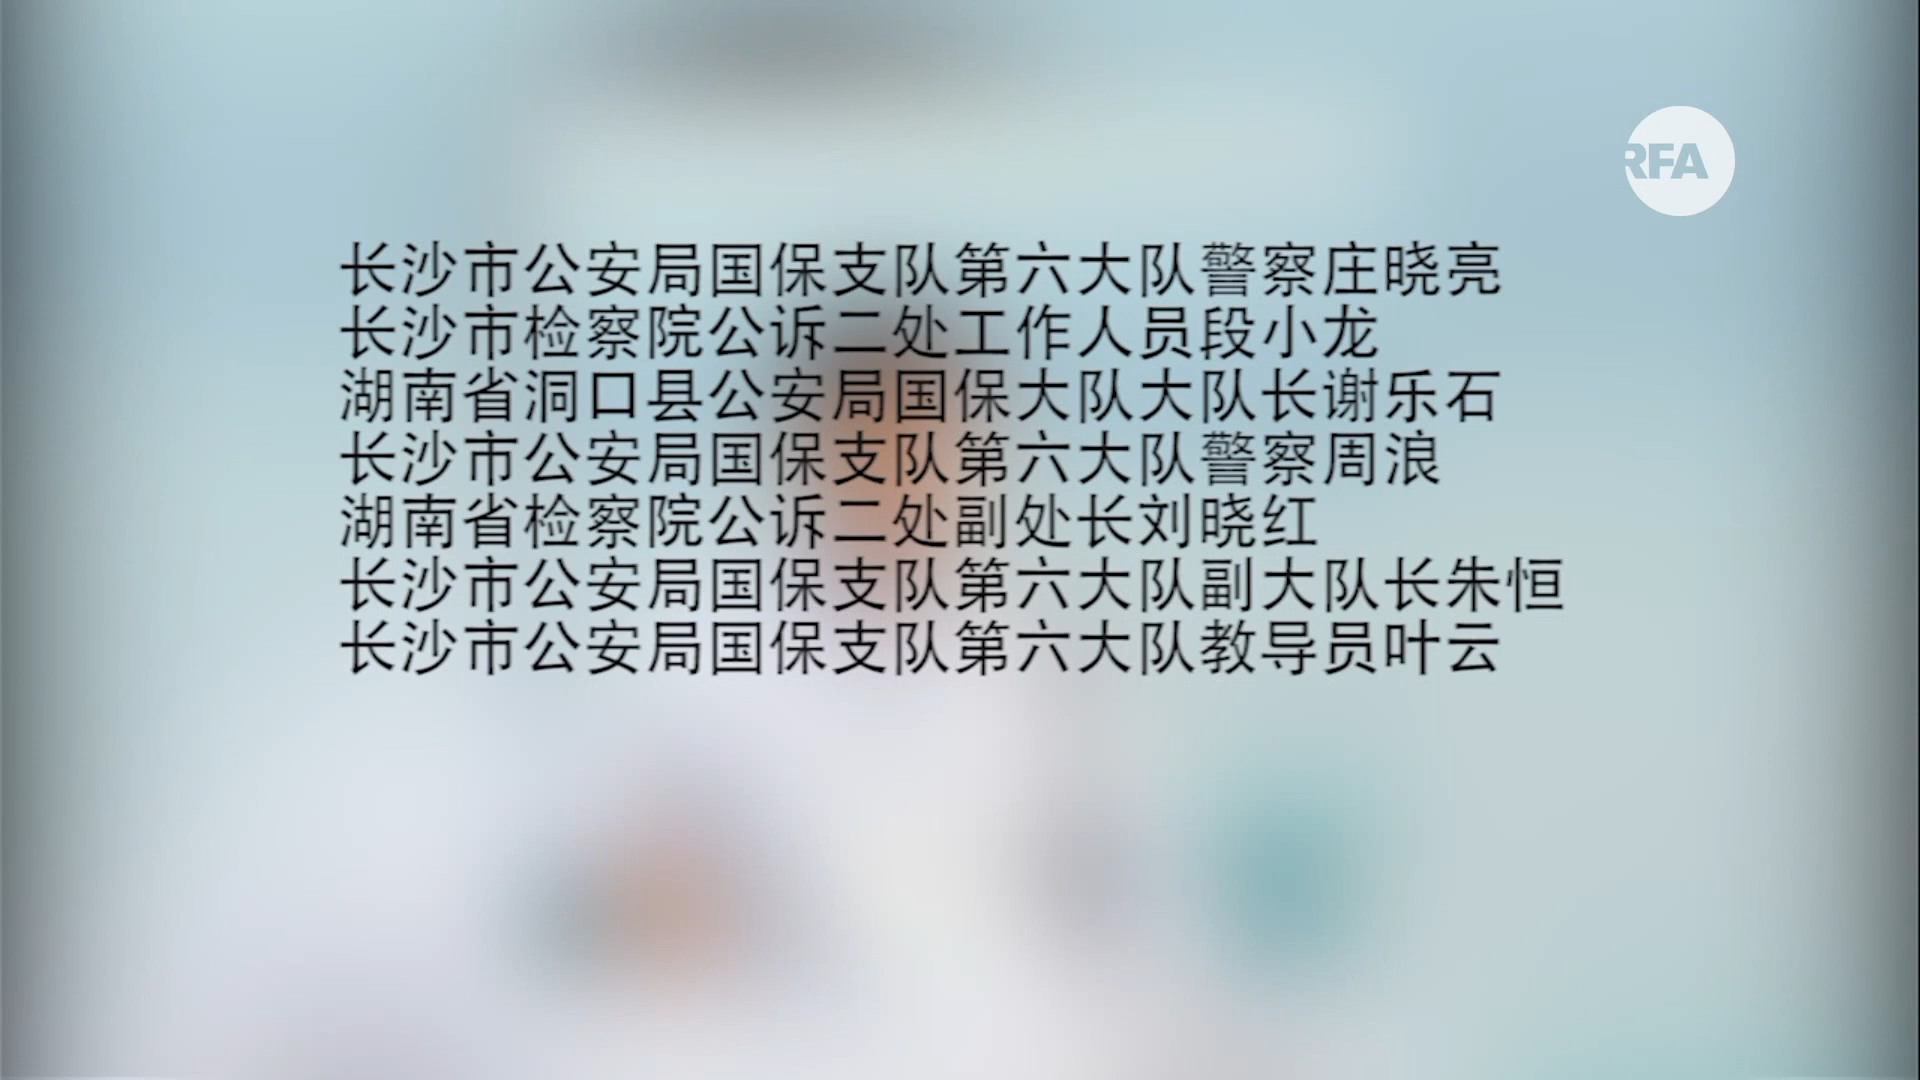 RFA
长沙市公安局国保支队第六大队警察庄晓亮
长沙市检察院公诉二处工作人员段小龙
湖南省洞口县公安局国保大队大队长谢乐石
长沙市公安局国保支队第六大队警察周浪
湖南省检察院公诉二处副处长刘晓红
长沙市公安局国保支队第六大队副大队长朱恒
长沙市公安局国保支队第六大队教导员叶云